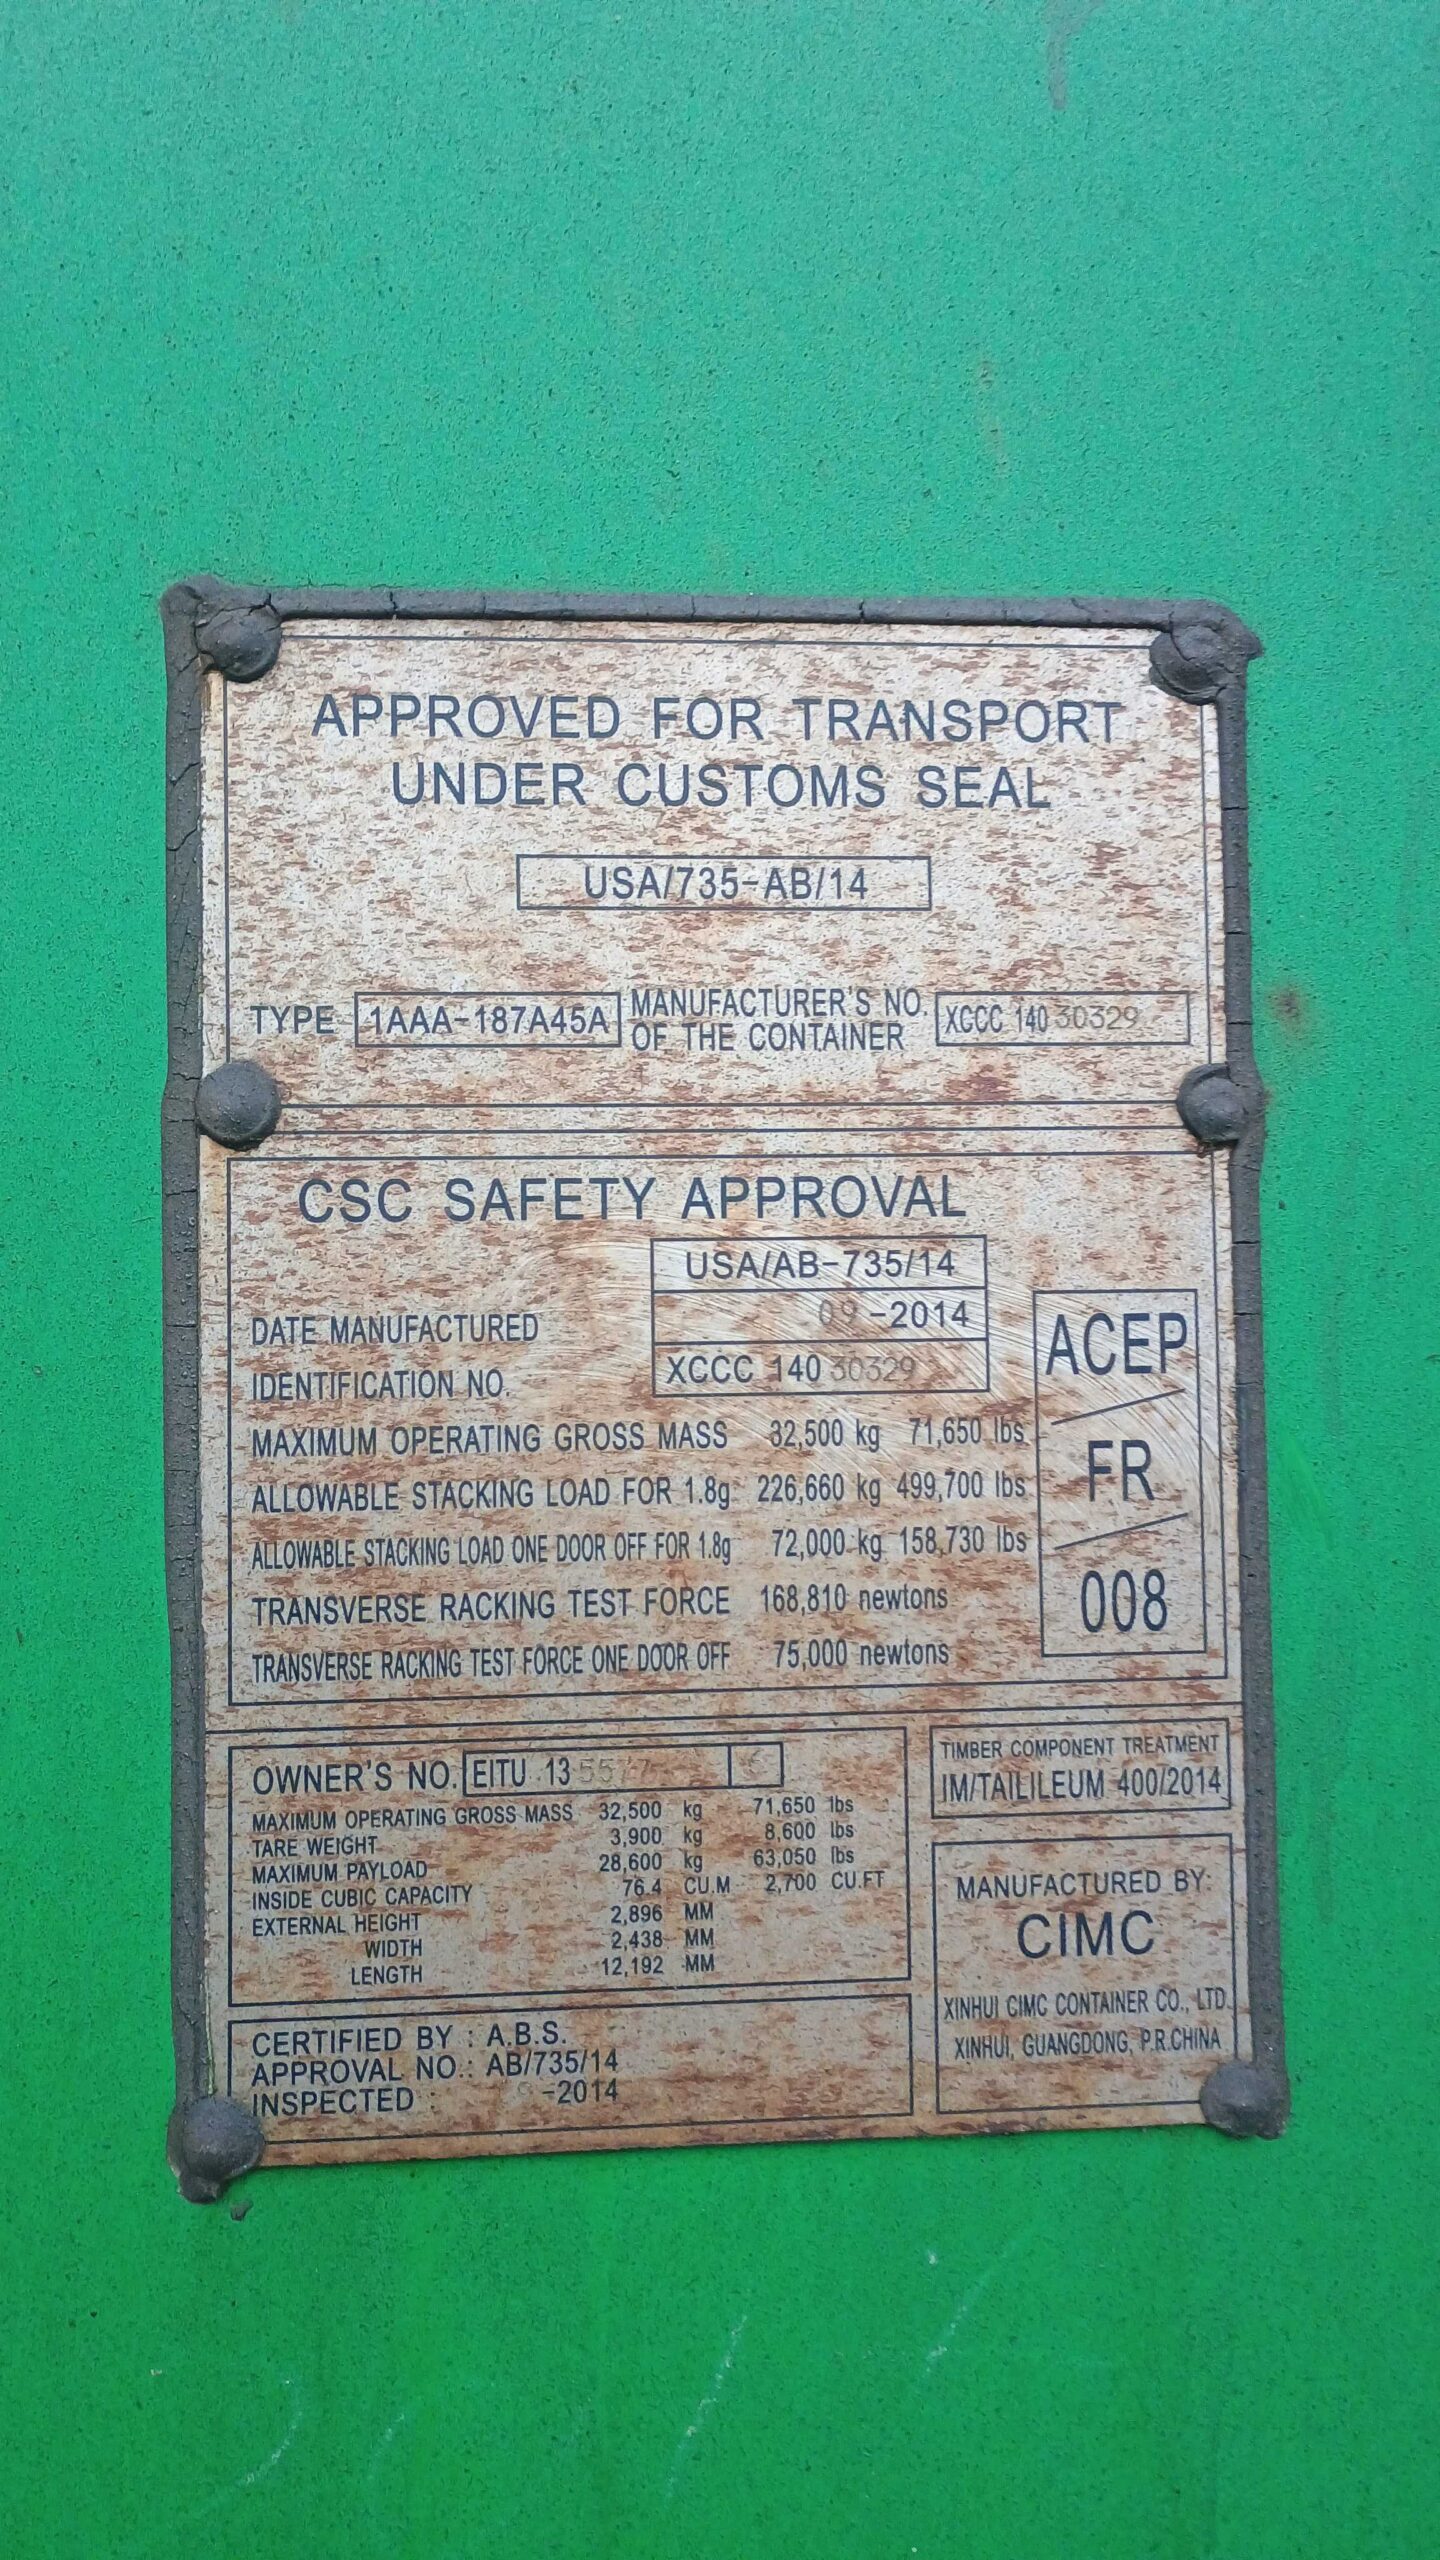 APPROVED FOR TRANSPORT
UNDER CUSTOMS SEAL
USA/735-AB/14
TYPE 1AAA-187A45A MANUFACTURER'S NO. OF THE CONTAINER XCCC 140 30329
CSC SAFETY APPROVAL
USA/AB-735/14
DATE MANUFACTURED 09-2014
IDENTIFICATION NO. XCCC 140 30329
MAXIMUM OPERATING GROSS MASS 32,500 kg 71,650 lbs
ALLOWABLE STACKING LOAD FOR 1.8g 226,660 kg 499,700 lbs
ALLOWABLE STACKING LOAD ONE DOOR OFF FOR 1.8g 72,000 kg 158,730 lbs
TRANSVERSE RACKING TEST FORCE 168,810 newtons
TRANSVERSE RACKING TEST FORCE ONE DOOR OFF 75,000 newtons
ACEP
FR
008
OWNER'S NO. EITU 13
MAXIMUM OPERATING GROSS MASS 32,500 kg 71,650 lbs
TARE WEIGHT 3,900 kg 8,600 lbs
MAXIMUM PAYLOAD 28,600 kg 63,050 lbs
INSIDE CUBIC CAPACITY 76.4 CU.M 2,700 CU.FT
EXTERNAL HEIGHT 2,896 MM
WIDTH 2,438 MM
LENGTH 12,192 MM
CERTIFIED BY : A.B.S.
APPROVAL NO.: AB/735/14
INSPECTED : -2014
TIMBER COMPONENT TREATMENT
IM/TAILILEUM 400/2014
MANUFACTURED BY:
CIMC
XINHUI CIMC CONTAINER CO., LTD.
XINHUI, GUANGDONG, P.R.CHINA